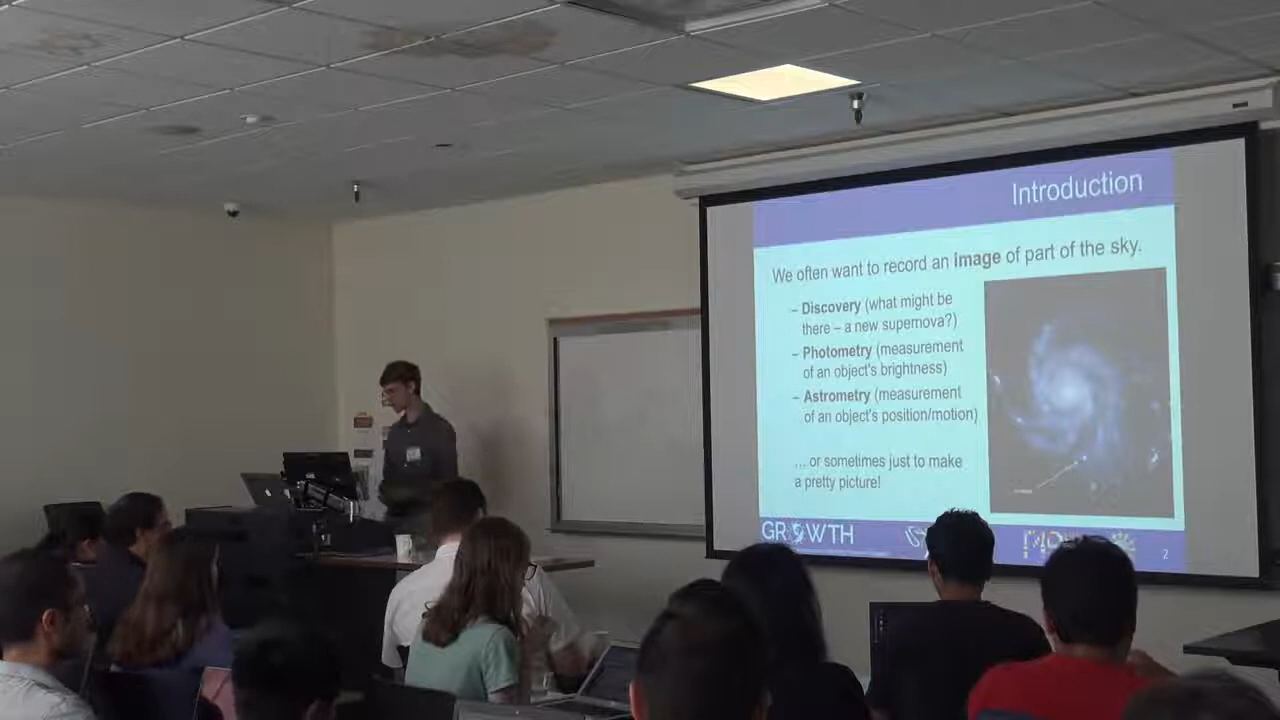 Introduction
We often want to record an image of part of the sky.
– Discovery (what might be
there – a new supernova?)
– Photometry (measurement
of an object's brightness)
– Astrometry (measurement
of an object's position/motion)
... or sometimes just to make
a pretty picture!
GROWTH
2